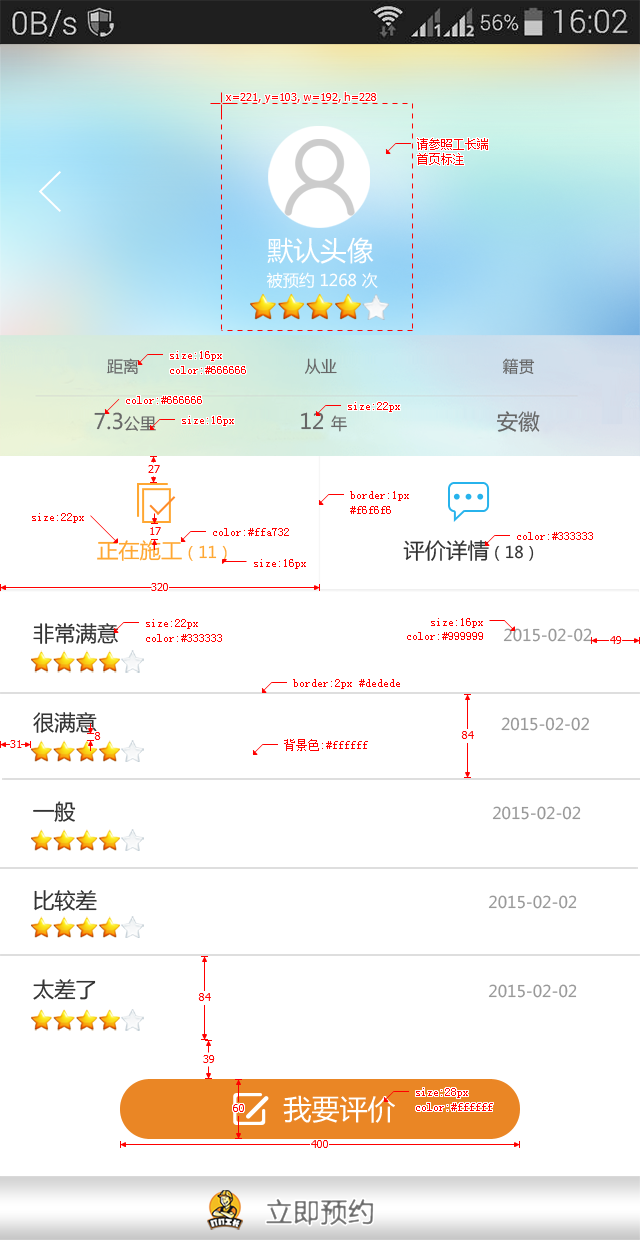 0B/s 1 2 56% 16:02
x=221, y=103, w=192, h=228
请参照工长端
首页标注
默认头像
被预约 1268 次
距离 size:16px 从业 籍贯
color:#666666
color:#666666
7.3公里 size:16px 12 年 size:22px 安徽
27
border:1px
#f6f6f6
size:22px 17 color:#ffa732 color:#333333
正在施工（11） 评价详情（18）
size:16px
320
非常满意 size:22px
color:#333333
size:16px
color:#999999
2015-02-02
49
border:2px #dedede
很满意 2015-02-02
8
31
84
背景色:#ffffff
一般 2015-02-02
比较差 2015-02-02
太差了 2015-02-02
84
39
60 我要评价 size:28px
color:#ffffff
400
立即预约